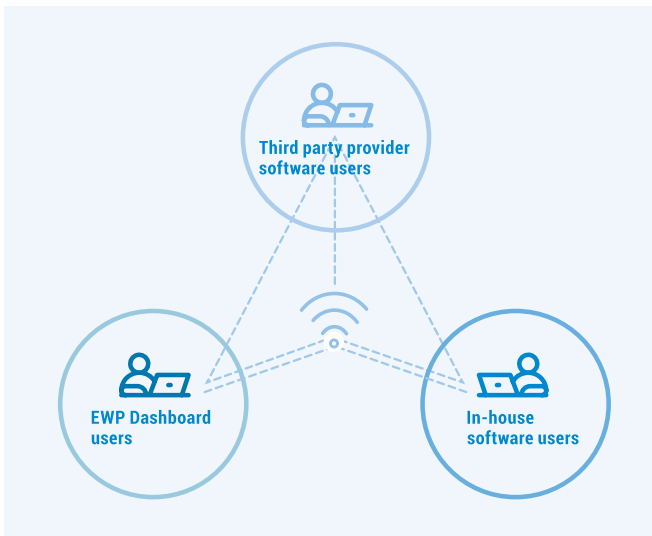 Third party provider
software users
EWP Dashboard
users
In-house
software users